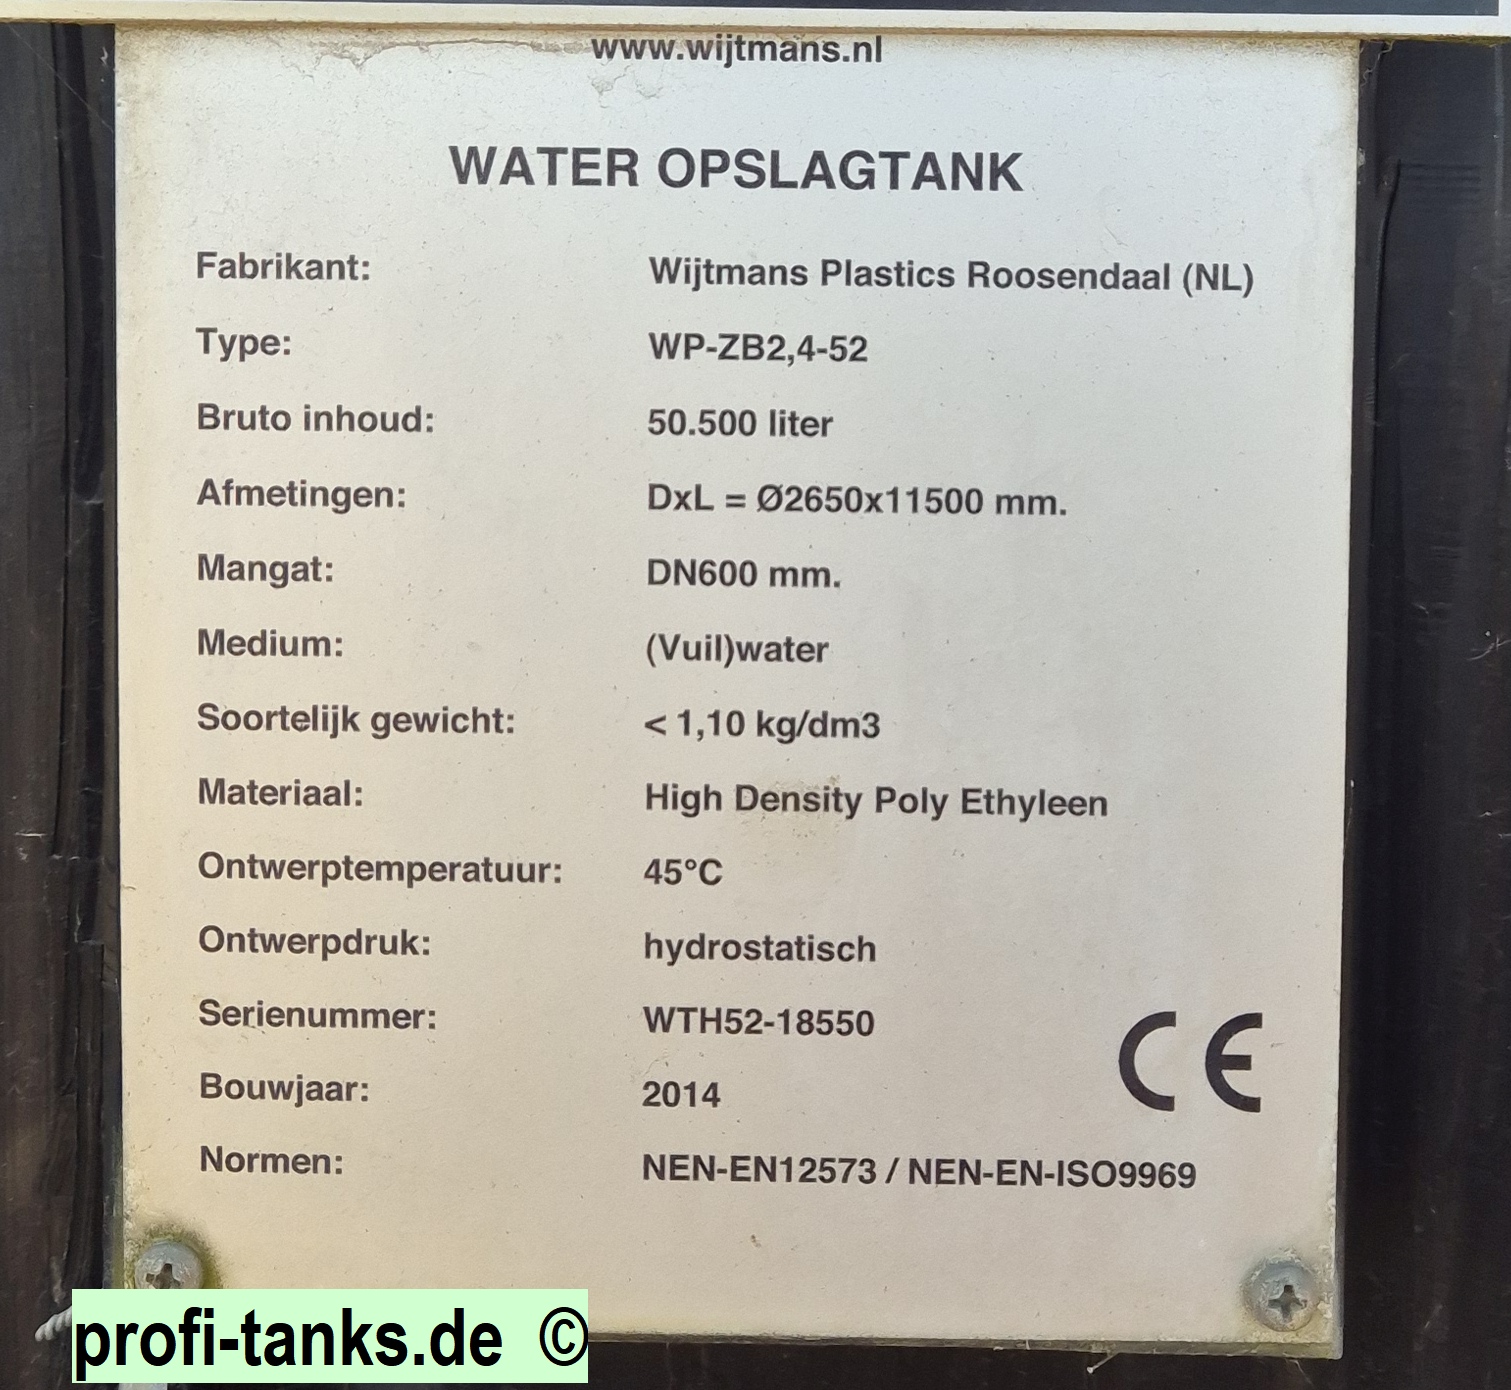 www.wijtmans.nl
WATER OPSLAGTANK
Fabrikant: Wijtmans Plastics Roosendaal (NL)
Type: WP-ZB2,4-52
Bruto inhoud: 50.500 liter
Afmetingen: DxL = Ø2650x11500 mm.
Mangat: DN600 mm.
Medium: (Vuil)water
Soortelijk gewicht: < 1,10 kg/dm3
Materiaal: High Density Poly Ethyleen
Ontwerptemperatuur: 45°C
Ontwerpdruk: hydrostatisch
Serienummer: WTH52-18550
Bouwjaar: 2014
CE
Normen: NEN-EN12573 / NEN-EN-ISO9969
profi-tanks.de ©